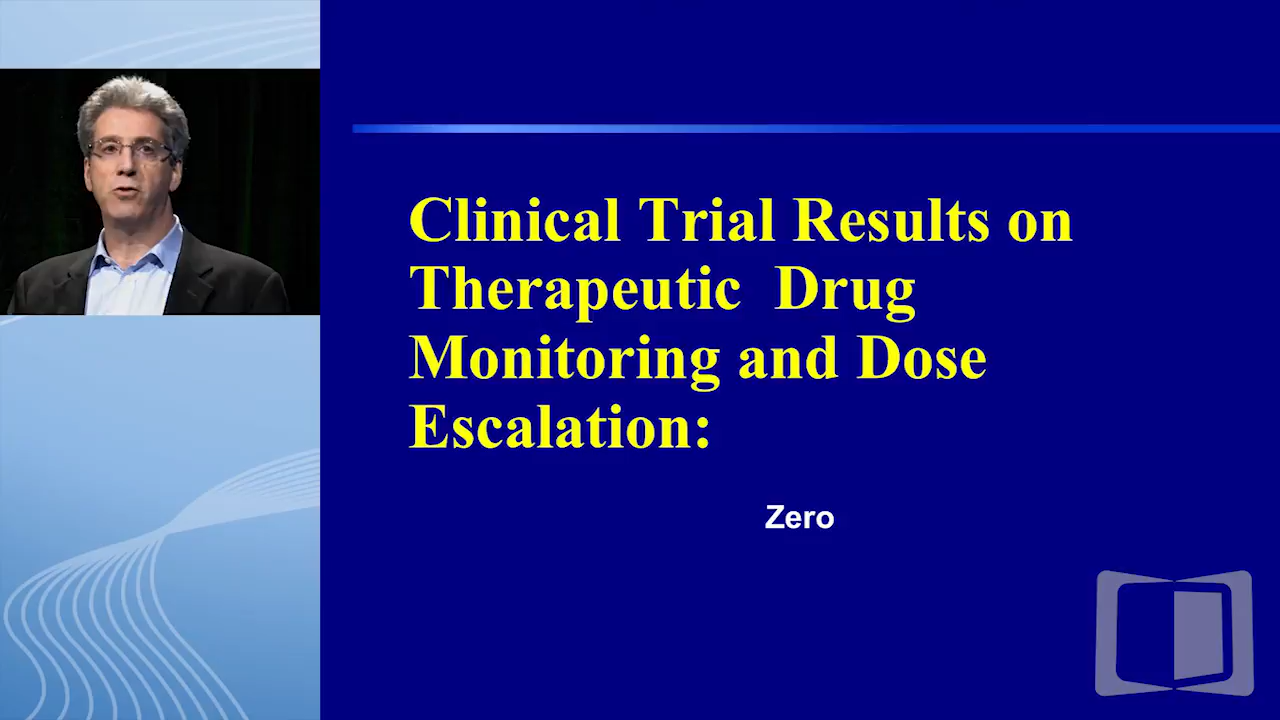 Clinical Trial Results on
Therapeutic  Drug
Monitoring and Dose
Escalation:
Zero